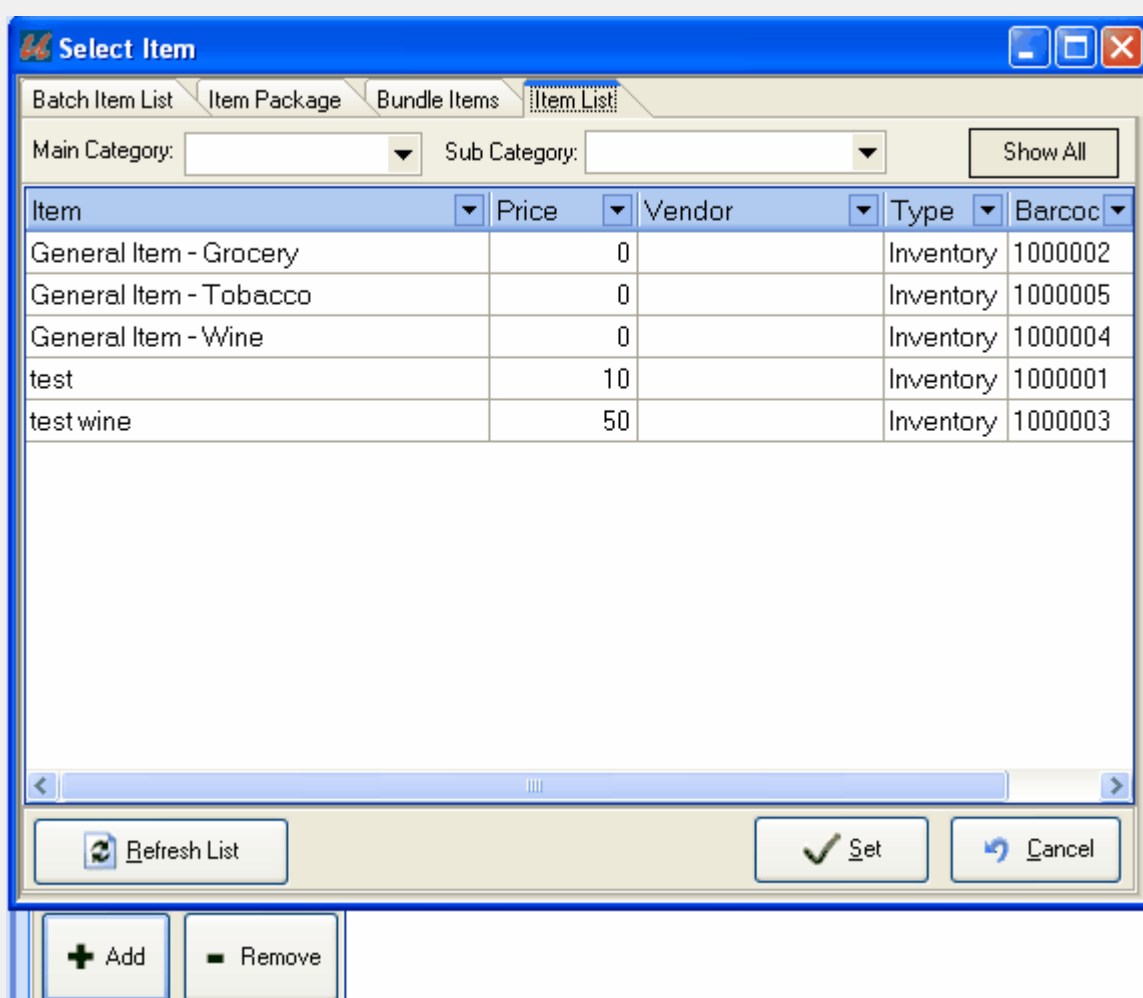 Select Item
Batch Item List Item Package Bundle Items Item List
Main Category: Sub Category: Show All
Item Price Vendor Type Barcoc
General Item - Grocery 0 Inventory 1000002
General Item - Tobacco 0 Inventory 1000005
General Item - Wine 0 Inventory 1000004
test 10 Inventory 1000001
test wine 50 Inventory 1000003
Refresh List Set Cancel
Add Remove